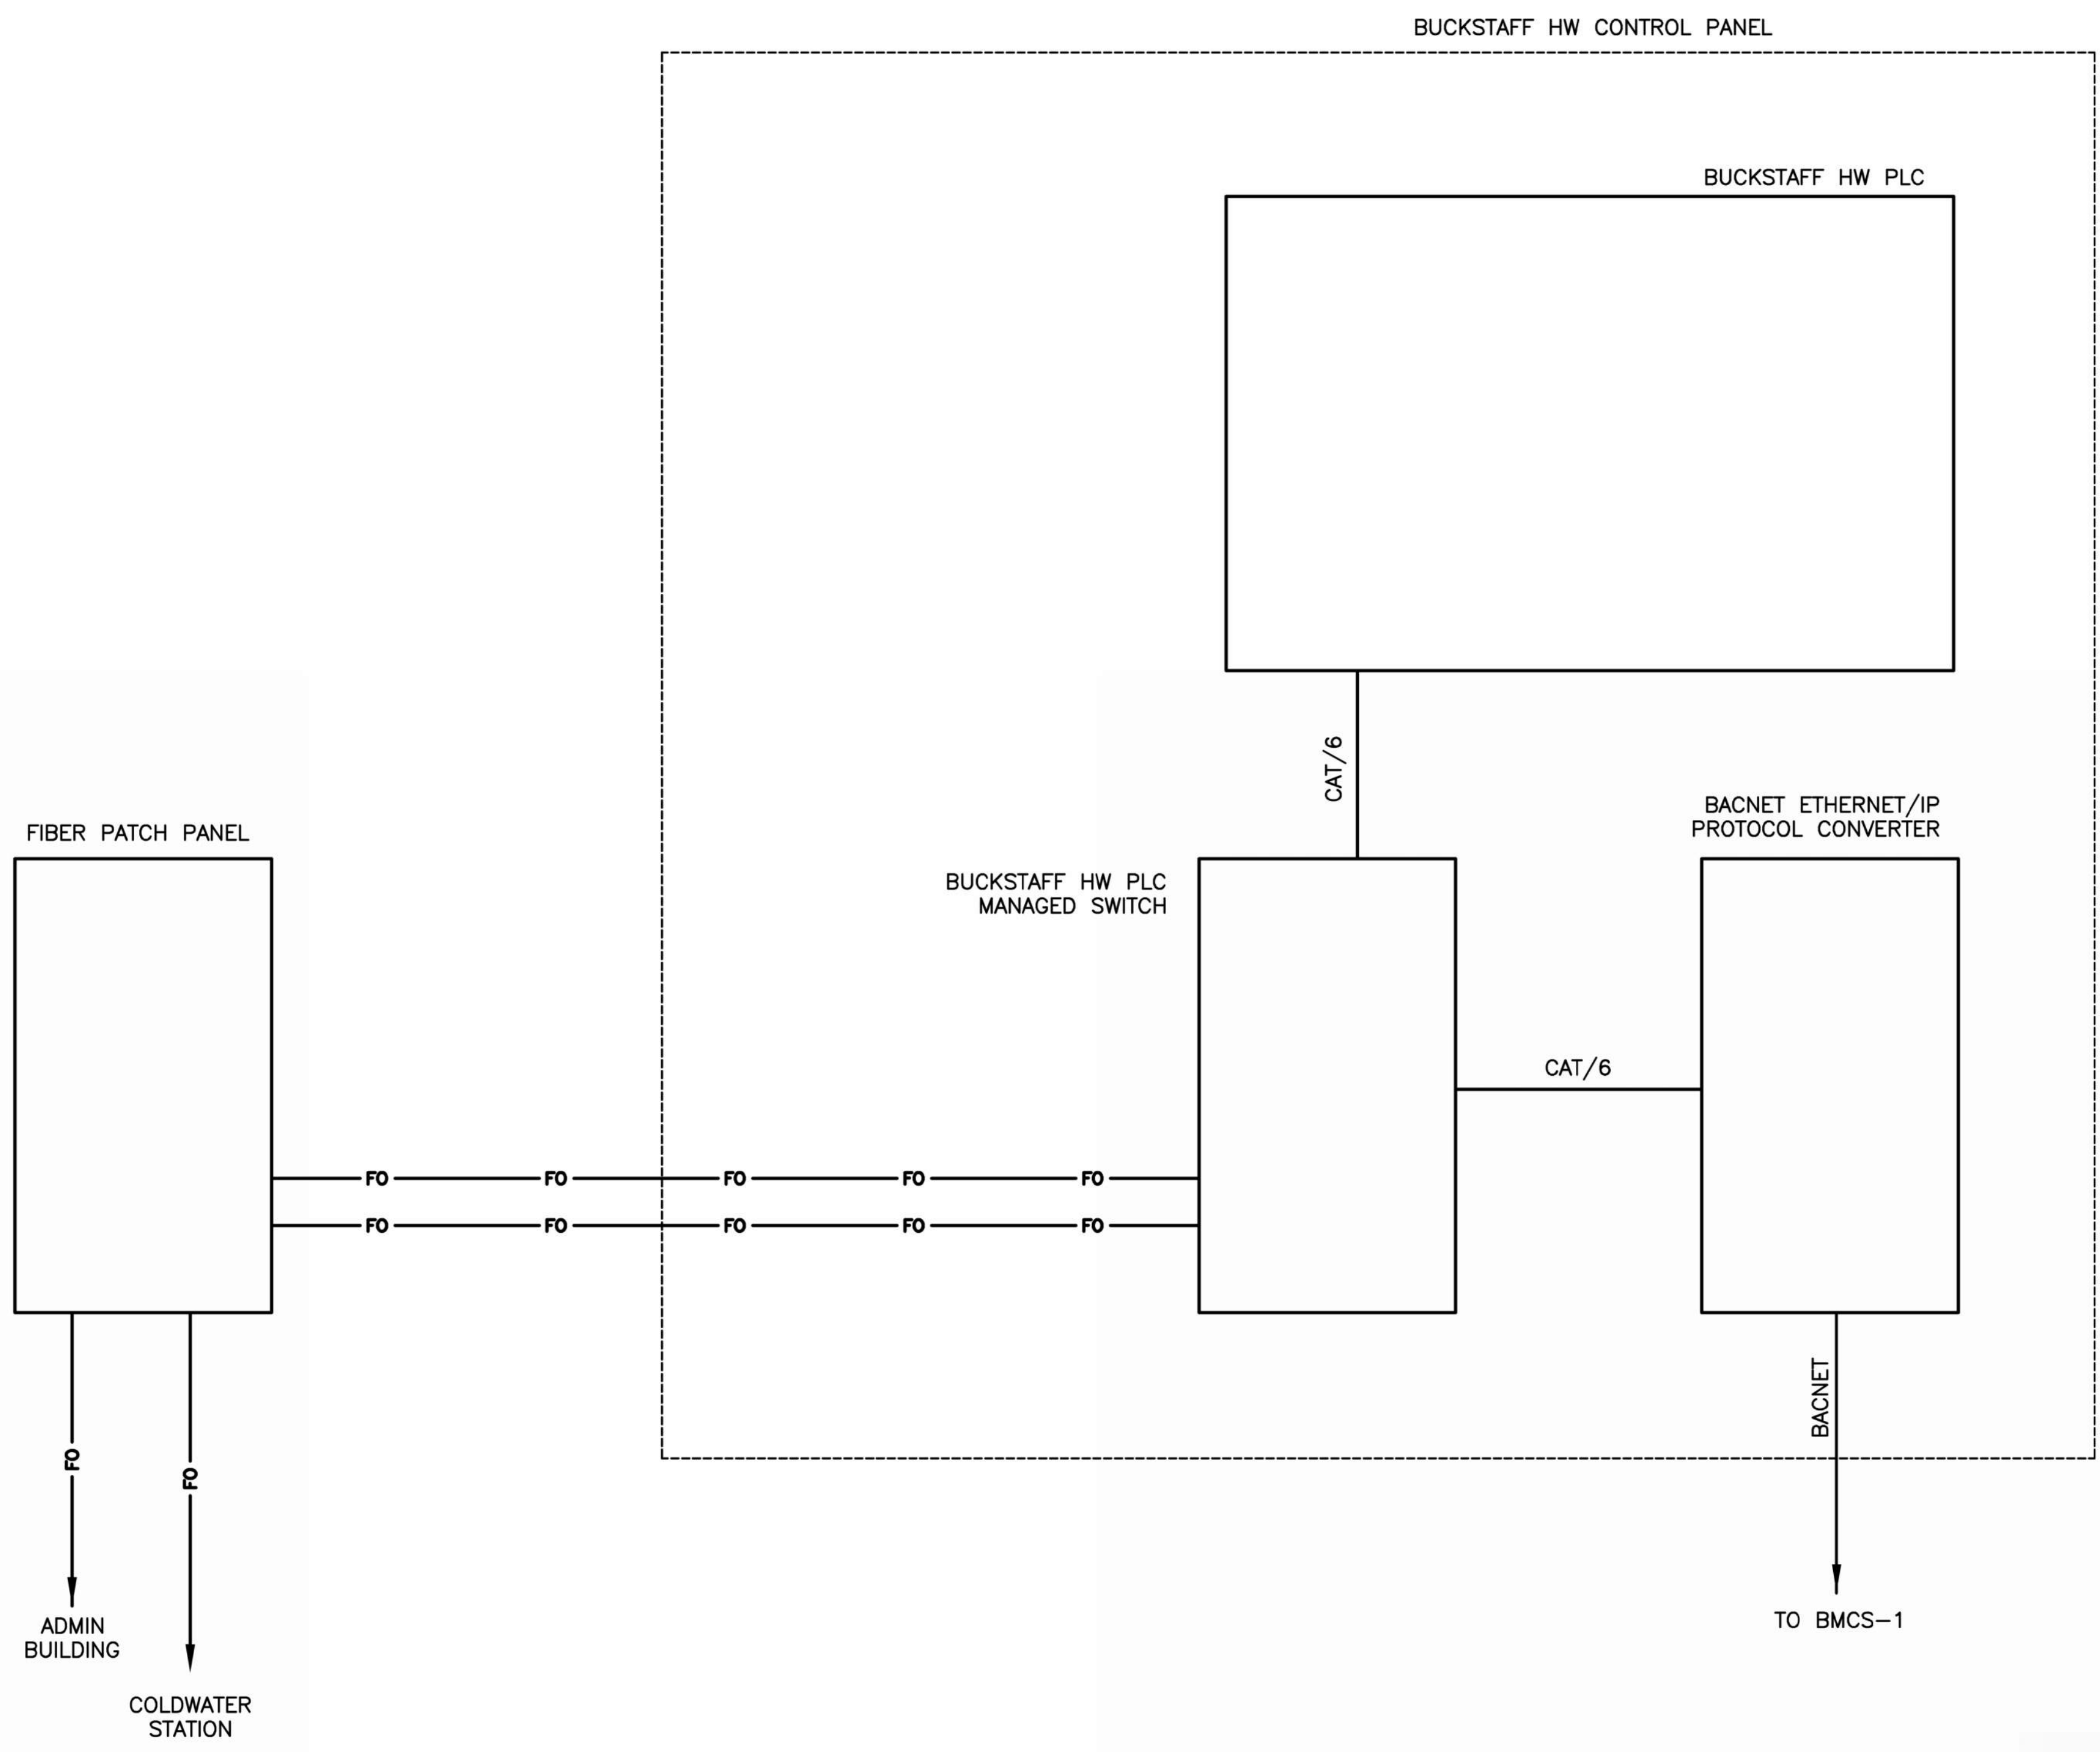 BUCKSTAFF HW CONTROL PANEL
BUCKSTAFF HW PLC
CAT/6
BACNET ETHERNET/IP
PROTOCOL CONVERTER
FIBER PATCH PANEL
BUCKSTAFF HW PLC
MANAGED SWITCH
CAT/6
FO FO FO FO FO
FO FO FO FO FO
BACNET
FO
FO
ADMIN
BUILDING
TO BMCS-1
COLDWATER
STATION